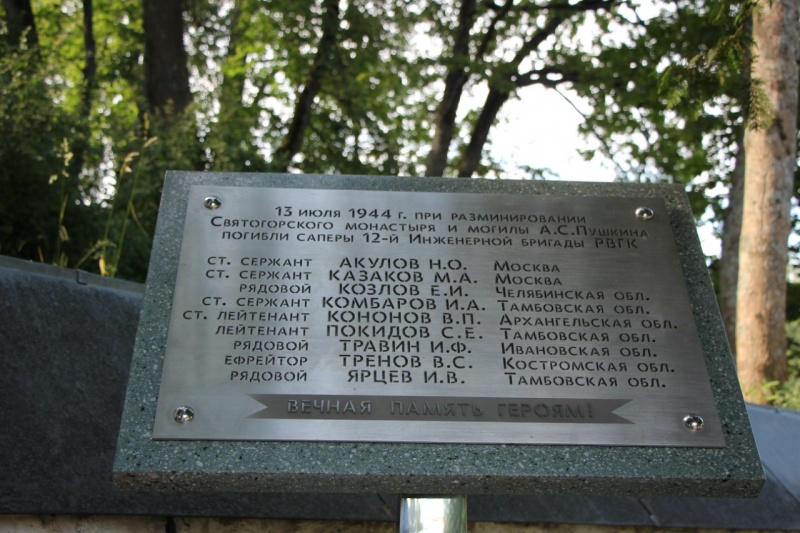 13 июля 1944 г. при разминировании
Святогорского монастыря и могилы А.С.Пушкина
погибли саперы 12-й Инженерной бригады РВГК
ст. сержант АКУЛОВ Н.О. Москва
ст. сержант КАЗАКОВ М.А. Москва
рядовой КОЗЛОВ Е.И. Челябинская обл.
ст. сержант КОМБАРОВ И.А. Тамбовская обл.
ст. лейтенант КОНОНОВ В.П. Архангельская обл.
лейтенант ПОКИДОВ С.Е. Тамбовская обл.
рядовой ТРАВИН И.Ф. Ивановская обл.
ефрейтор ТРЕНОВ В.С. Костромская обл.
рядовой ЯРЦЕВ И.В. Тамбовская обл.
ВЕЧНАЯ ПАМЯТЬ ГЕРОЯМ!